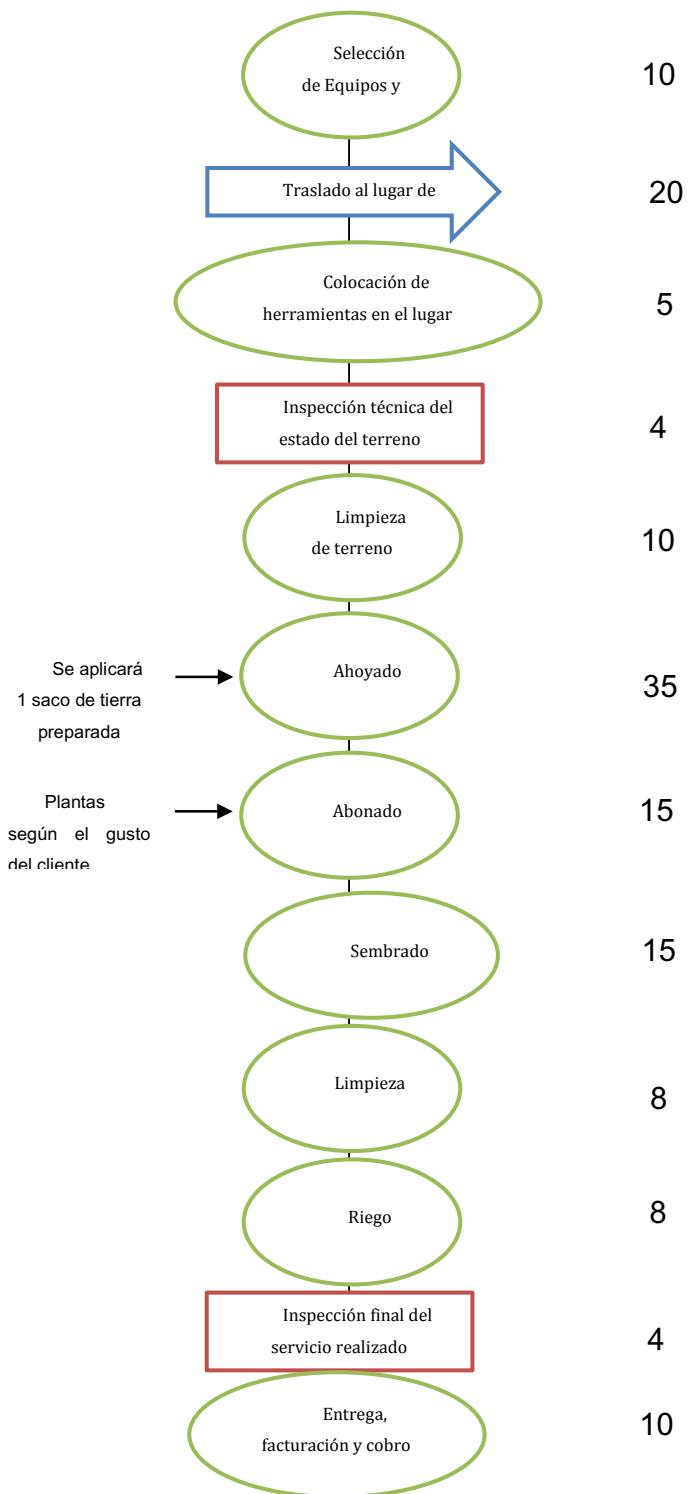 Selección
de Equipos y
10
Traslado al lugar de
20
Colocación de
herramientas en el lugar
5
Inspección técnica del
estado del terreno
4
Limpieza
de terreno
10
Se aplicará
1 saco de tierra
preparada
Ahoyado
35
Plantas
según el gusto
del cliente
Abonado
15
Sembrado
15
Limpieza
8
Riego
8
Inspección final del
servicio realizado
4
Entrega,
facturación y cobro
10